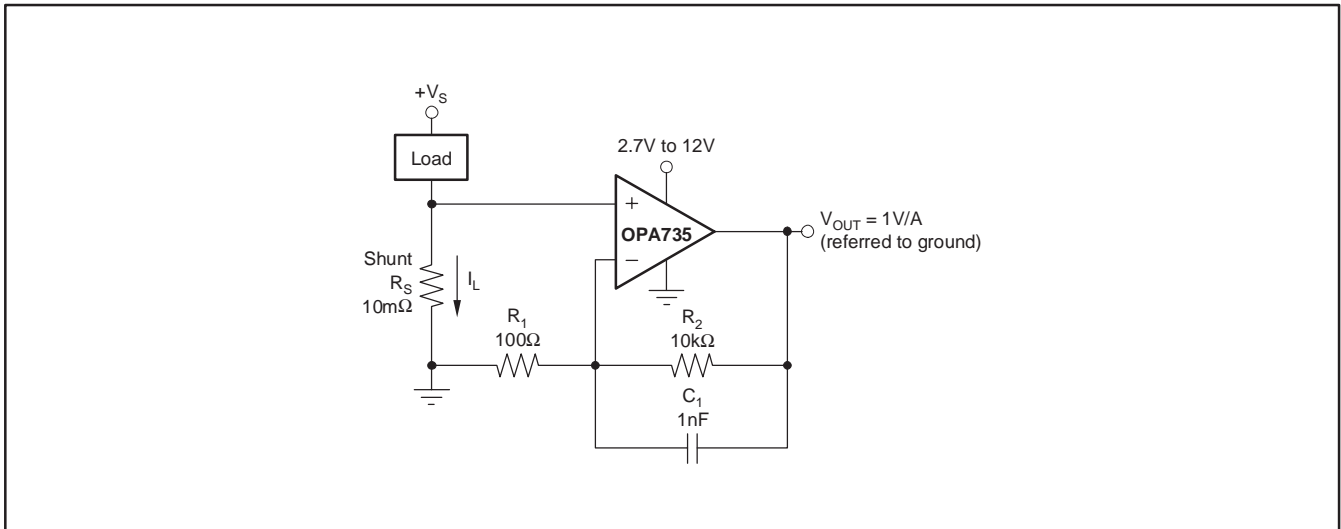 +V_S
Load
2.7V to 12V
+
OPA735
−
V_OUT = 1V/A
(referred to ground)
Shunt
R_S
10mΩ
I_L
R_1
100Ω
R_2
10kΩ
C_1
1nF